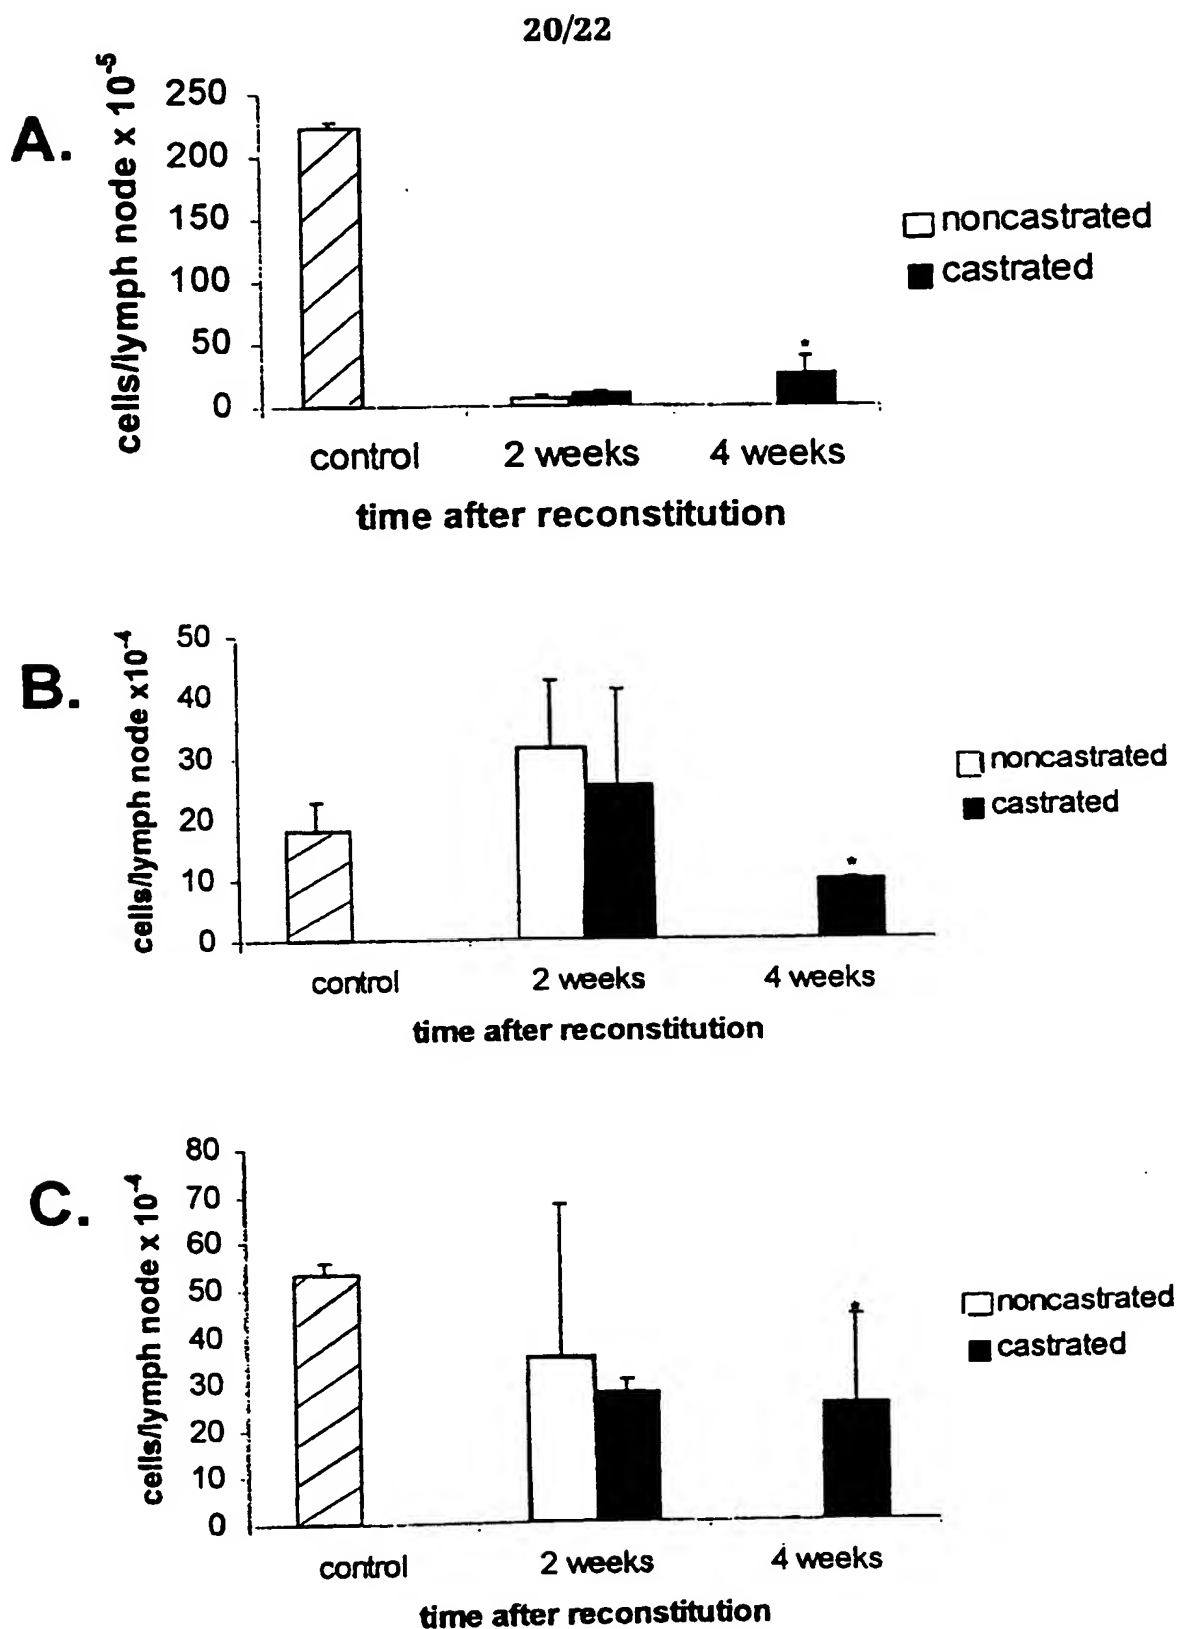 20/22
A.
cells/lymph node x 10⁻⁵
250
200
150
100
50
0
*
noncastrated
castrated
control 2 weeks 4 weeks
time after reconstitution
B.
cells/lymph node x10⁻⁴
50
40
30
20
10
0
*
noncastrated
castrated
control 2 weeks 4 weeks
time after reconstitution
C.
cells/lymph node x 10⁻⁴
80
70
60
50
40
30
20
10
0
*
noncastrated
castrated
control 2 weeks 4 weeks
time after reconstitution